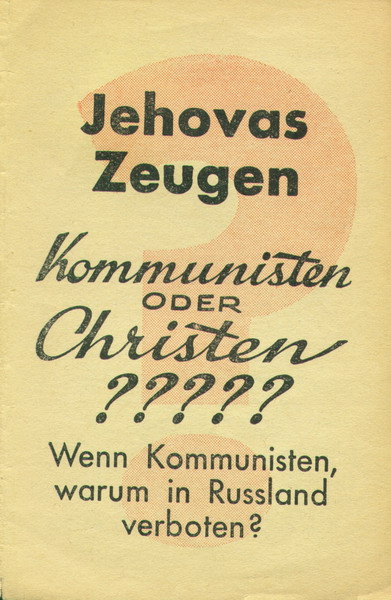 Jehovas
Zeugen
Kommunisten
ODER
Christen
?????
Wenn Kommunisten,
warum in Russland
verboten?